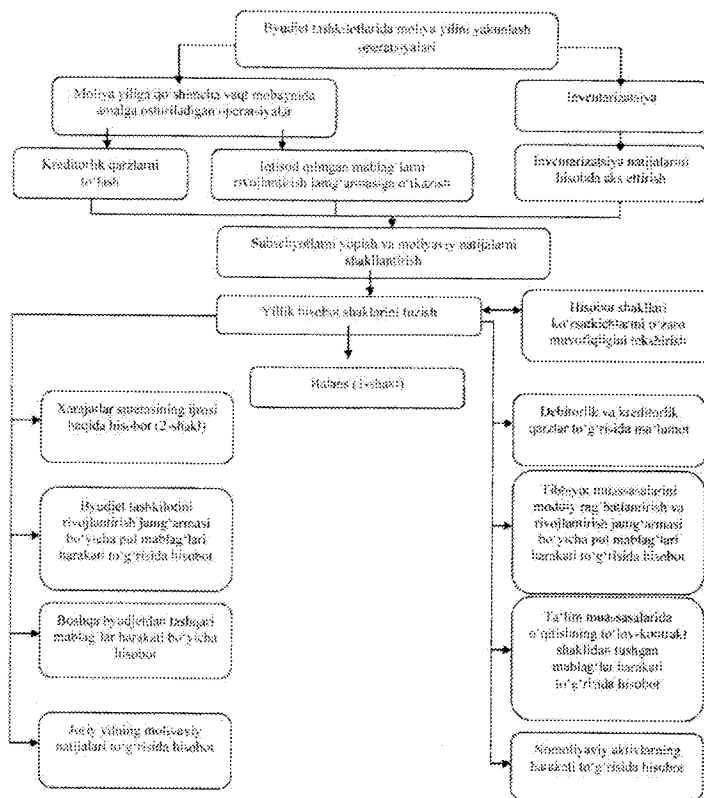 Byudjet tashkilotlarida moliya yilini yakunlash
operatsiyalari
Moliya yiliga qo'shimcha vaqt mobaynida
amalga oshiriladigan operat-siyalar
Inventarizatsiya
Kreditorlik qarzlarni
to'lash
Iqtisod qilingan mablag'larni
rivojlantirish jamg'armasiga o'tkazish
Inventarizatsiya natijalarini
hisobda aks ettirish
Subschyotlarni yopish va moliyaviy natijalarni
shakllantirish
Yillik hisobot shakllarini tuzish
Hisobot shakllari
ko'rsatkichlarini o'zaro
muvofiqligini tekshirish
Balans (1-shakl)
Xarajatlar smetasining ijrosi
haqida hisobot (2-shakl)
Debitorlik va kreditorlik
qarzlar to'g'risida ma'lumot
Byudjet tashkilotini
rivojlantirish jamg'armasi
bo'yicha pul mablag'lari
harakati to'g'risida hisobot
Tibbiyot muassasalarini
moddiy rag'batlantirish va
rivojlantirish jamg'armasi
bo'yicha pul mablag'lari
harakati to'g'risida hisobot
Boshqa byudjetdan tashqari
mablag'lar harakati bo'yicha
hisobot
Ta'lim muas-sasalarida
o'qitishning to'lov-kontrakt
shaklidan tushgan
mablag'lar harakati
to'g'risida hisobot
Joriy yilning moliyaviy
natijalari to'g'risida hisobot
Nomoliyaviy aktivlarning
harakati to'g'risida hisobot